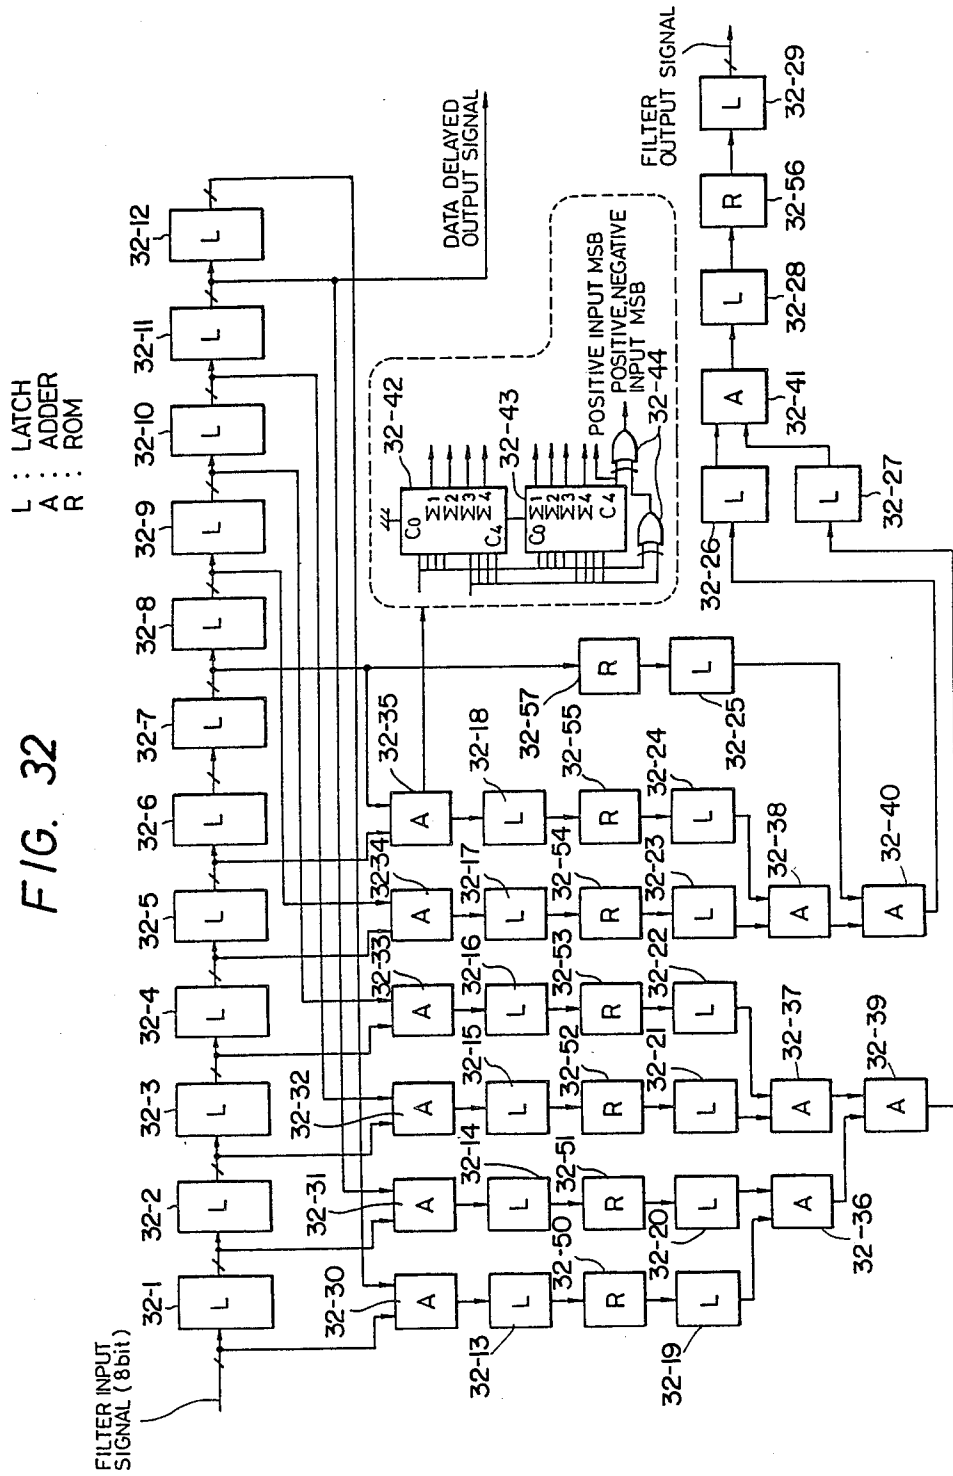 FIG. 32
L : LATCH
A : ADDER
R : ROM
FILTER INPUT
SIGNAL (8bit)
32-1
L
32-2
L
32-3
L
32-4
L
32-5
L
32-6
L
32-7
L
32-8
L
32-9
L
32-10
L
32-11
L
32-12
L
DATA DELAYED
OUTPUT SIGNAL
32-30
A
32-31
A
32-32
A
32-33
A
32-34
A
32-35
A
32-13
L
32-14
L
32-15
L
32-16
L
32-17
L
32-18
L
32-50
R
32-51
R
32-52
R
32-53
R
32-54
R
32-55
R
32-57
R
32-19
L
32-20
L
32-21
L
32-22
L
32-23
L
32-24
L
32-25
L
32-36
A
32-37
A
32-38
A
32-39
A
32-40
A
32-42
C0
Σ1
Σ2
Σ3
Σ4
C4
32-43
C0
Σ1
Σ2
Σ3
Σ4
C4
POSITIVE INPUT MSB
POSITIVE, NEGATIVE
INPUT MSB
32-44
32-26
L
32-27
L
32-41
A
32-28
L
32-56
R
32-29
L
FILTER
OUTPUT SIGNAL